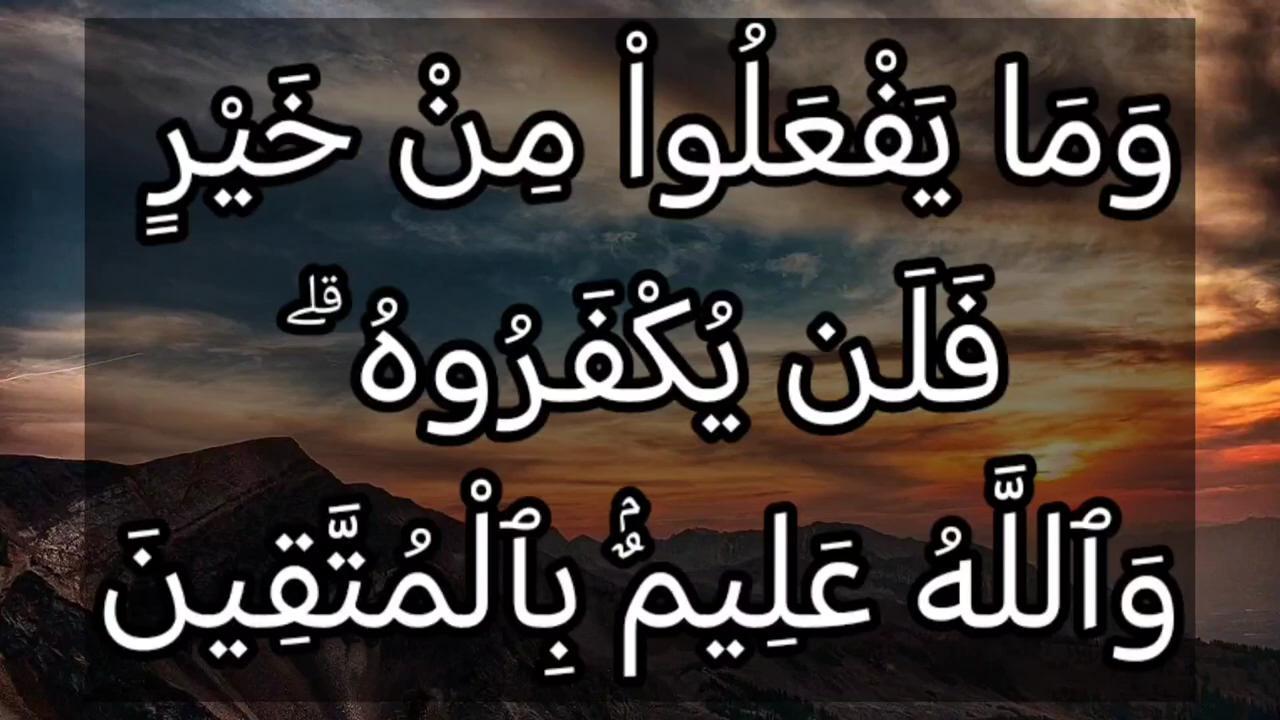 وَمَا يَفْعَلُوا۟ مِنْ خَيْرٍ
فَلَن يُكْفَرُوهُ ۗ
وَٱللَّهُ عَلِيمٌۢ بِٱلْمُتَّقِينَ